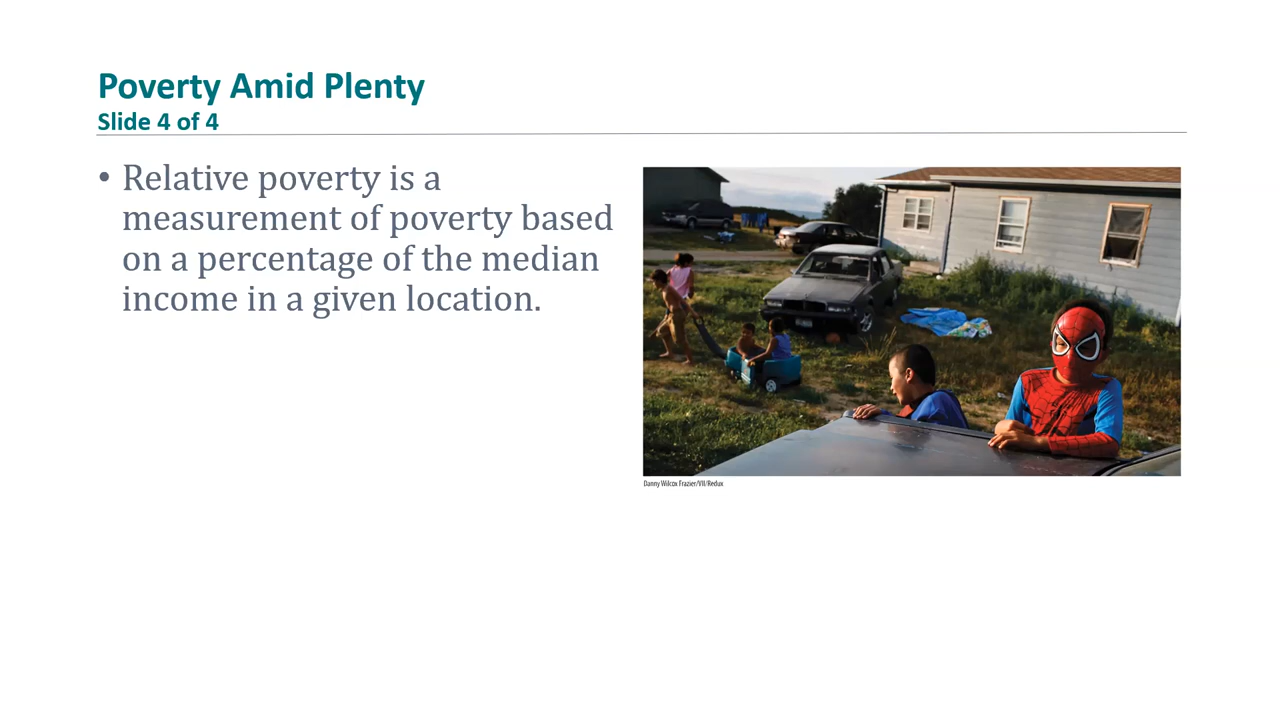 Poverty Amid Plenty
Slide 4 of 4
• Relative poverty is a
measurement of poverty based
on a percentage of the median
income in a given location.
Danny Wilcox Frazier/VII/Redux